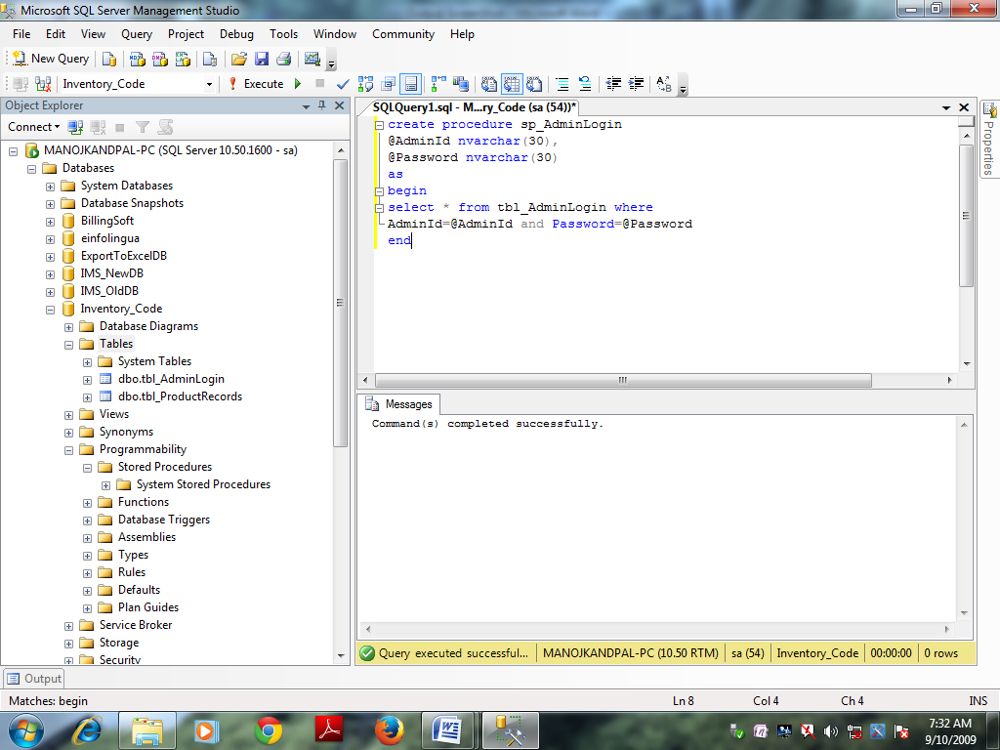 Microsoft SQL Server Management Studio
File Edit View Query Project Debug Tools Window Community Help
New Query
Inventory_Code Execute
Object Explorer
Connect
MANOJKANDPAL-PC (SQL Server 10.50.1600 - sa)
Databases
System Databases
Database Snapshots
BillingSoft
einfolingua
ExportToExcelDB
IMS_NewDB
IMS_OldDB
Inventory_Code
Database Diagrams
Tables
System Tables
dbo.tbl_AdminLogin
dbo.tbl_ProductRecords
Views
Synonyms
Programmability
Stored Procedures
System Stored Procedures
Functions
Database Triggers
Assemblies
Types
Rules
Defaults
Plan Guides
Service Broker
Storage
Security
SQLQuery1.sql - M...ry_Code (sa (54))*
create procedure sp_AdminLogin
@AdminId nvarchar(30),
@Password nvarchar(30)
as
begin
select * from tbl_AdminLogin where
AdminId=@AdminId and Password=@Password
end
Properties
Messages
Command(s) completed successfully.
Query executed successful... MANOJKANDPAL-PC (10.50 RTM) sa (54) Inventory_Code 00:00:00 0 rows
Output
Matches: begin Ln 8 Col 4 Ch 4 INS
7:32 AM
9/10/2009